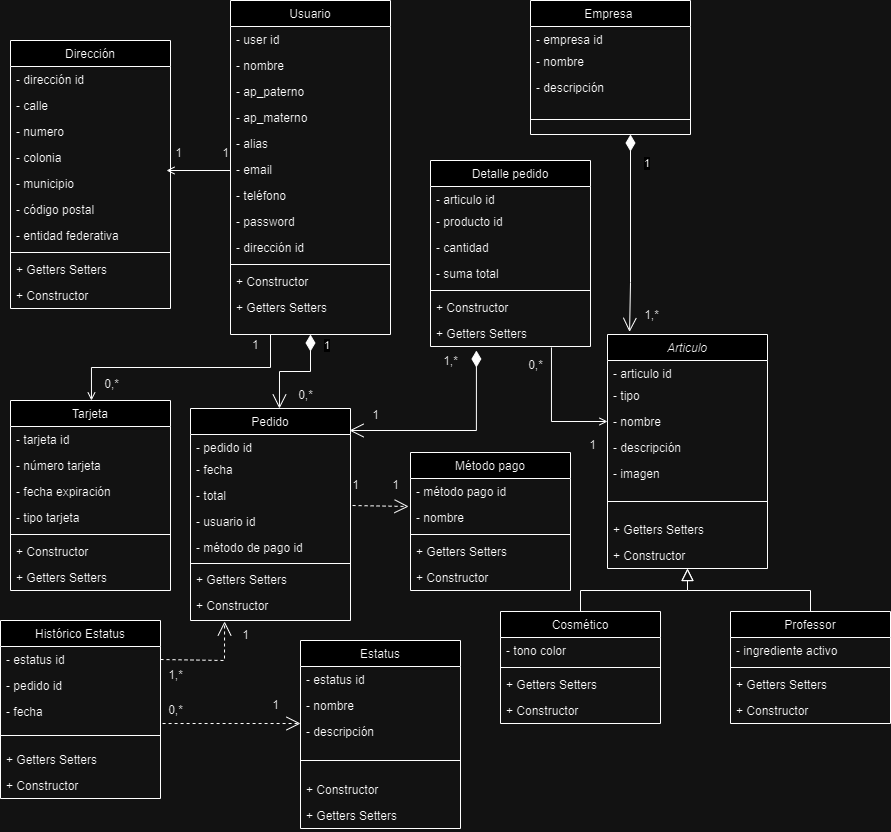 Usuario
- user id
- nombre
- ap_paterno
- ap_materno
- alias
- email
- teléfono
- password
- dirección id
+ Constructor
+ Getters Setters
Empresa
- empresa id
- nombre
- descripción
Dirección
- dirección id
- calle
- numero
- colonia
- municipio
- código postal
- entidad federativa
+ Getters Setters
+ Constructor
1
1
Detalle pedido
- articulo id
- producto id
- cantidad
- suma total
+ Constructor
+ Getters Setters
1
1,*
1
0,*
1
0,*
1,*
1
0,*
1
Articulo
- articulo id
- tipo
- nombre
- descripción
- imagen
+ Getters Setters
+ Constructor
Tarjeta
- tarjeta id
- número tarjeta
- fecha expiración
- tipo tarjeta
+ Constructor
+ Getters Setters
Pedido
- pedido id
- fecha
- total
- usuario id
- método de pago id
+ Getters Setters
+ Constructor
1
1
Método pago
- método pago id
- nombre
+ Getters Setters
+ Constructor
Histórico Estatus
- estatus id
- pedido id
- fecha
+ Getters Setters
+ Constructor
1
1,*
0,*
1
Estatus
- estatus id
- nombre
- descripción
+ Constructor
+ Getters Setters
Cosmético
- tono color
+ Getters Setters
+ Constructor
Professor
- ingrediente activo
+ Getters Setters
+ Constructor